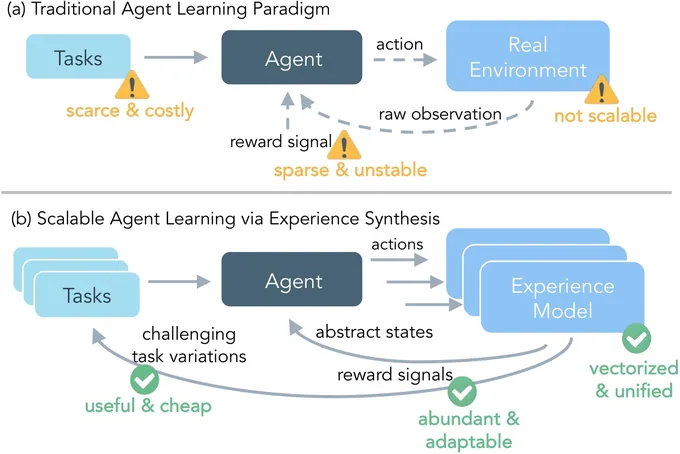 (a) Traditional Agent Learning Paradigm
Tasks
scarce & costly
Agent
action
Real
Environment
not scalable
raw observation
reward signal
sparse & unstable
(b) Scalable Agent Learning via Experience Synthesis
Tasks
Agent
actions
Experience
Model
abstract states
challenging
task variations
reward signals
useful & cheap
abundant &
adaptable
vectorized
& unified